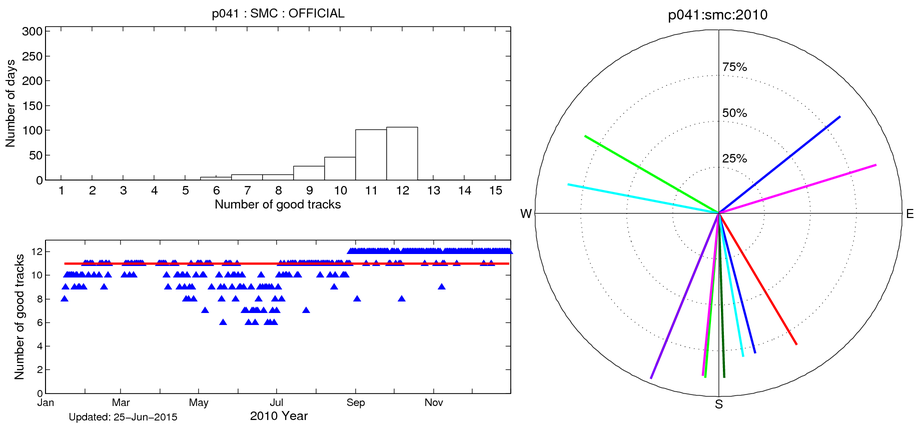 p041 : SMC : OFFICIAL
Number of days
300
250
200
150
100
50
0
1 2 3 4 5 6 7 8 9 10 11 12 13 14 15
Number of good tracks
Number of good tracks
12
10
8
6
4
2
0
Jan Mar May Jul Sep Nov
Updated: 25-Jun-2015
2010 Year
p041:smc:2010
75%
50%
25%
W
E
S